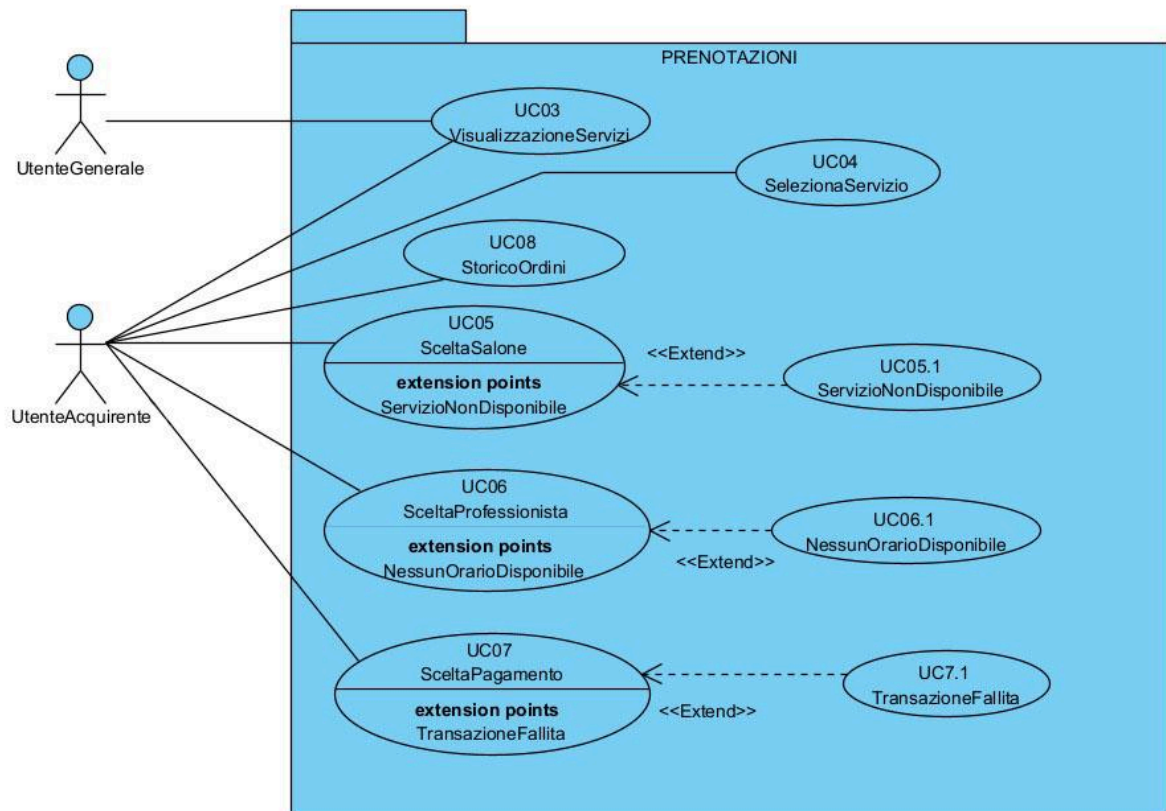 PRENOTAZIONI
UtenteGenerale
UC03
VisualizzazioneServizi
UC04
SelezionaServizio
UC08
StoricoOrdini
UtenteAcquirente
UC05
SceltaSalone
extension points
ServizioNonDisponibile
<<Extend>>
UC05.1
ServizioNonDisponibile
UC06
SceltaProfessionista
extension points
NessunOrarioDisponibile
<<Extend>>
UC06.1
NessunOrarioDisponibile
UC07
SceltaPagamento
extension points
TransazioneFallita
<<Extend>>
UC7.1
TransazioneFallita